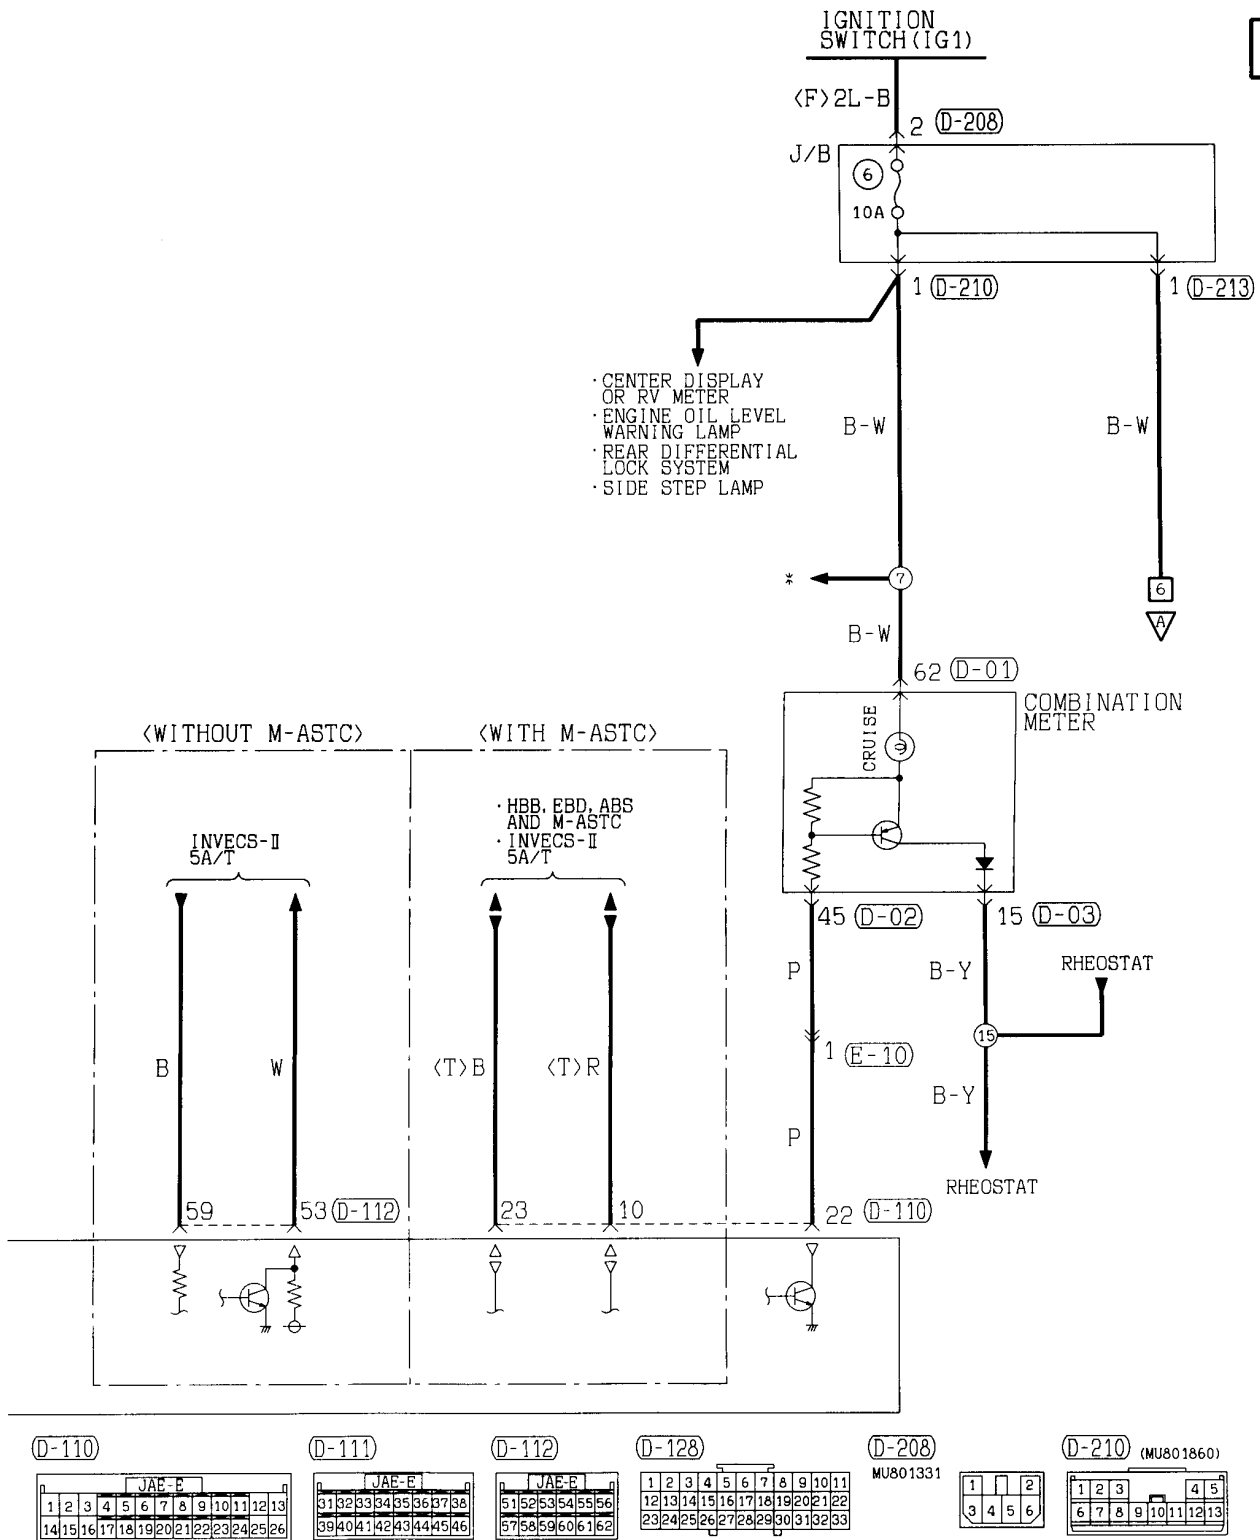 IGNITION
SWITCH(IG1)
<F>2L-B
2 (D-208)
J/B
6
10A
1 (D-210)
1 (D-213)
·CENTER DISPLAY
OR RV METER
·ENGINE OIL LEVEL
WARNING LAMP
·REAR DIFFERENTIAL
LOCK SYSTEM
·SIDE STEP LAMP
B-W
B-W
*
7
6
A
B-W
62 (D-01)
COMBINATION
METER
CRUISE
<WITHOUT M-ASTC>
<WITH M-ASTC>
·HBB, EBD, ABS
AND M-ASTC
·INVECS-II
5A/T
INVECS-II
5A/T
45 (D-02)
15 (D-03)
P
B-Y
RHEOSTAT
15
1 (E-10)
B
W
<T>B
<T>R
B-Y
P
RHEOSTAT
59
53 (D-112)
23
10
22 (D-110)
(D-110)
JAE-E
1 2 3 4 5 6 7 8 9 10 11 12 13
14 15 16 17 18 19 20 21 22 23 24 25 26
(D-111)
JAE-E
31 32 33 34 35 36 37 38
39 40 41 42 43 44 45 46
(D-112)
JAE-E
51 52 53 54 55 56
57 58 59 60 61 62
(D-128)
1 2 3 4 5 6 7 8 9 10 11
12 13 14 15 16 17 18 19 20 21 22
23 24 25 26 27 28 29 30 31 32 33
(D-208)
MU801331
1 2
3 4 5 6
(D-210) (MU801860)
1 2 3 4 5
6 7 8 9 10 11 12 13